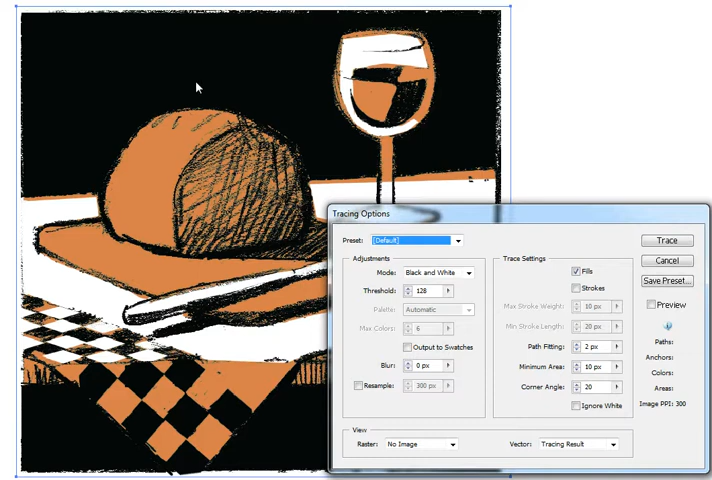 Tracing Options
Preset: [Default]
Trace
Cancel
Save Preset...
Preview
Paths:
Anchors:
Colors:
Areas:
Image PPI: 300
Adjustments
Mode: Black and White
Threshold: 128
Palette: Automatic
Max Colors: 6
Output to Swatches
Blur: 0 px
Resample: 300 px
Trace Settings
Fills
Strokes
Max Stroke Weight: 10 px
Min Stroke Length: 20 px
Path Fitting: 2 px
Minimum Area: 10 px
Corner Angle: 20
Ignore White
View
Raster: No Image Vector: Tracing Result